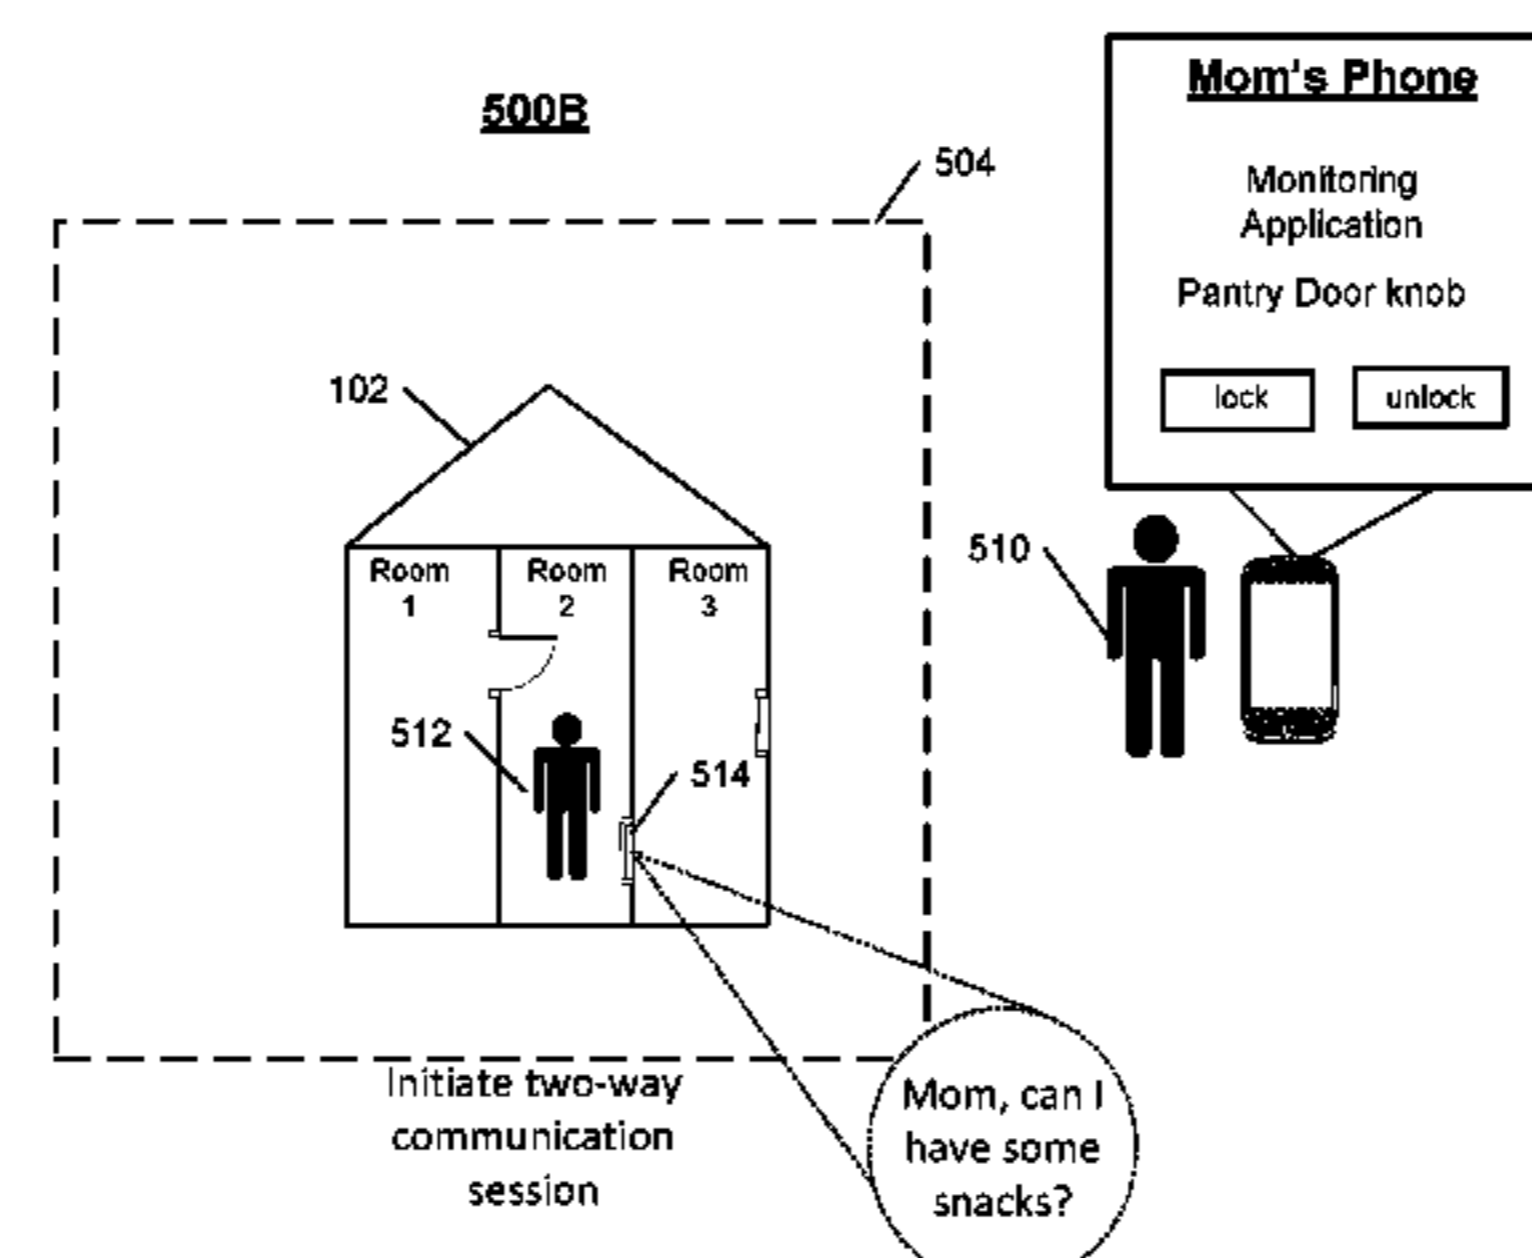 500B
504
Mom's Phone
Monitoring
Application
Pantry Door knob
lock
unlock
102
510
Room
1
Room
2
Room
3
512
514
Initiate two-way
communication
session
Mom, can I
have some
snacks?